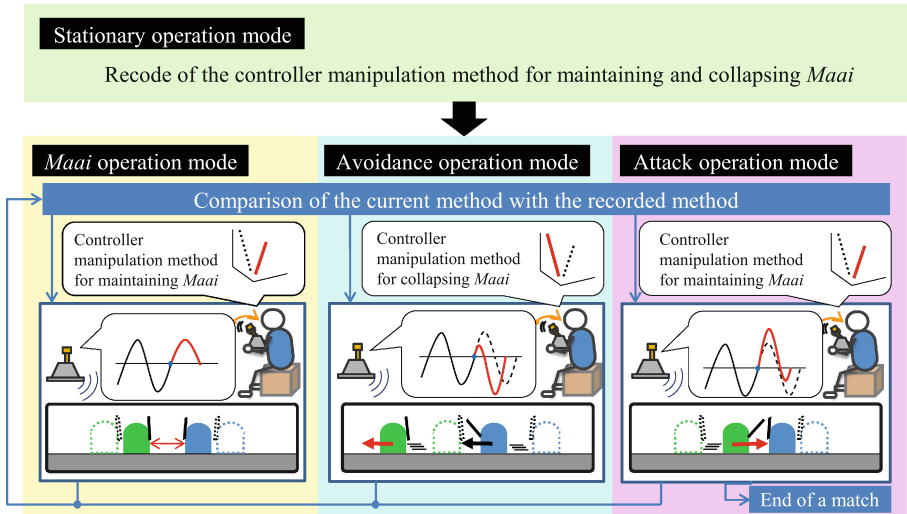 Stationary operation mode
Recode of the controller manipulation method for maintaining and collapsing Maai
Maai operation mode
Avoidance operation mode
Attack operation mode
Comparison of the current method with the recorded method
Controller
manipulation method
for maintaining Maai
Controller
manipulation method
for collapsing Maai
Controller
manipulation method
for maintaining Maai
End of a match